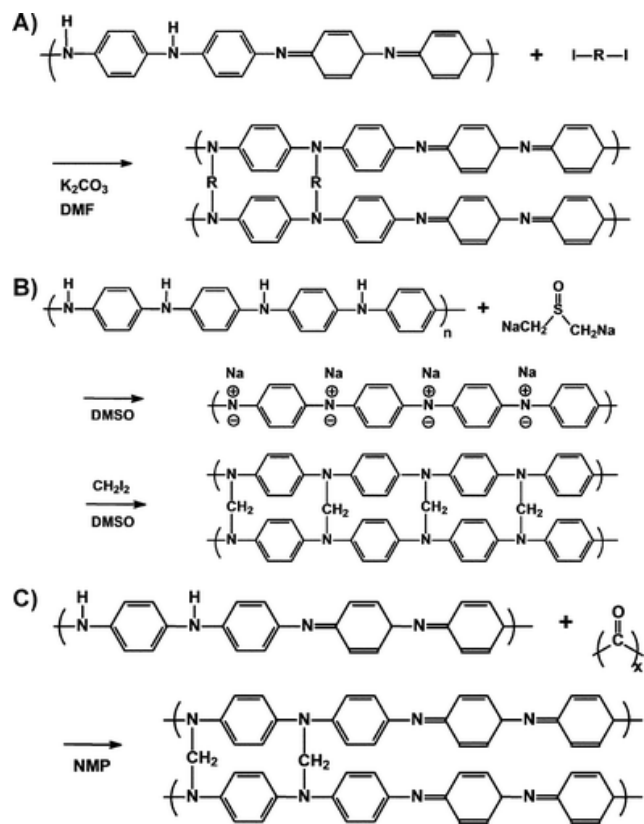 A)
H
H
N N N N + I—R—I
N N N N
K2CO3
DMF
R R
N N N N
B)
H H H H O
N N N N n + S
NaCH2 CH2Na
Na Na Na Na
⊕ ⊕ ⊕ ⊕
DMSO N N N N
⊖ ⊖ ⊖ ⊖
N N N N
CH2I2
DMSO
CH2 CH2 CH2 CH2
N N N N
C)
H H O
N N N N + C
x
N N N N
NMP
CH2 CH2
N N N N